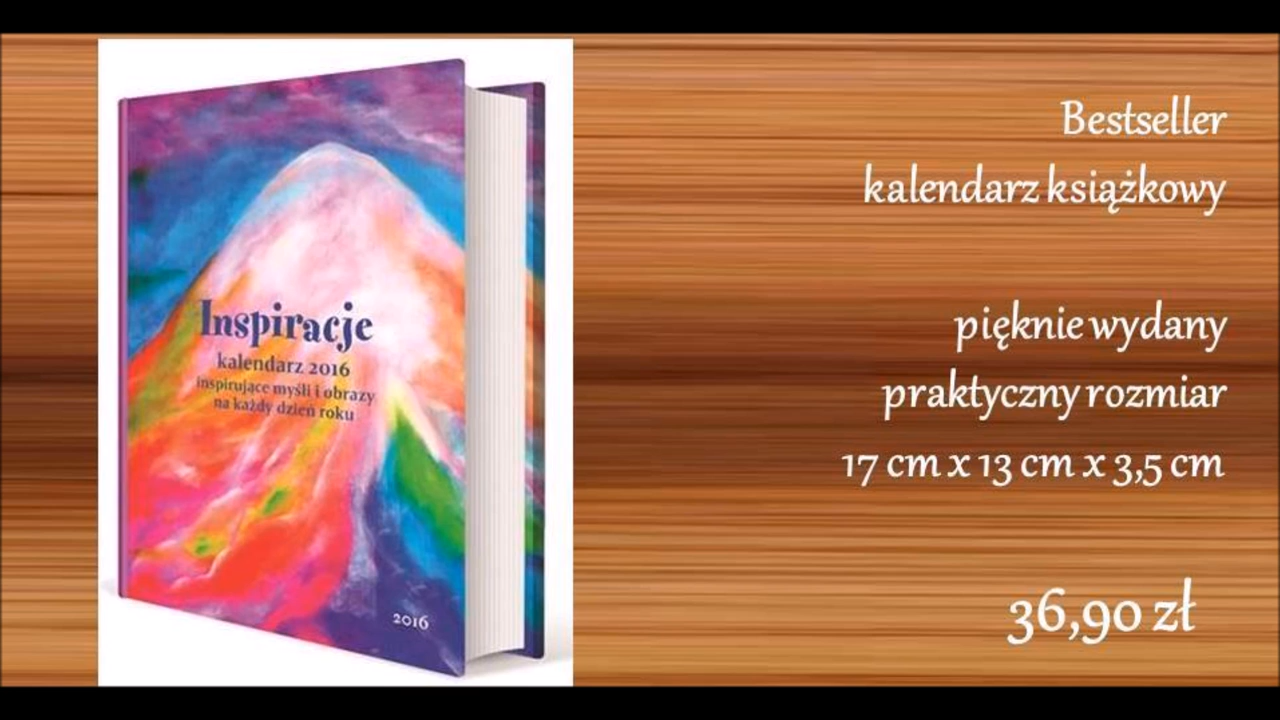 Inspiracje
kalendarz 2016
inspirujące myśli i obrazy
na każdy dzień roku
2016
Bestseller
kalendarz książkowy
pięknie wydany
praktyczny rozmiar
17 cm x 13 cm x 3,5 cm
36,90 zł